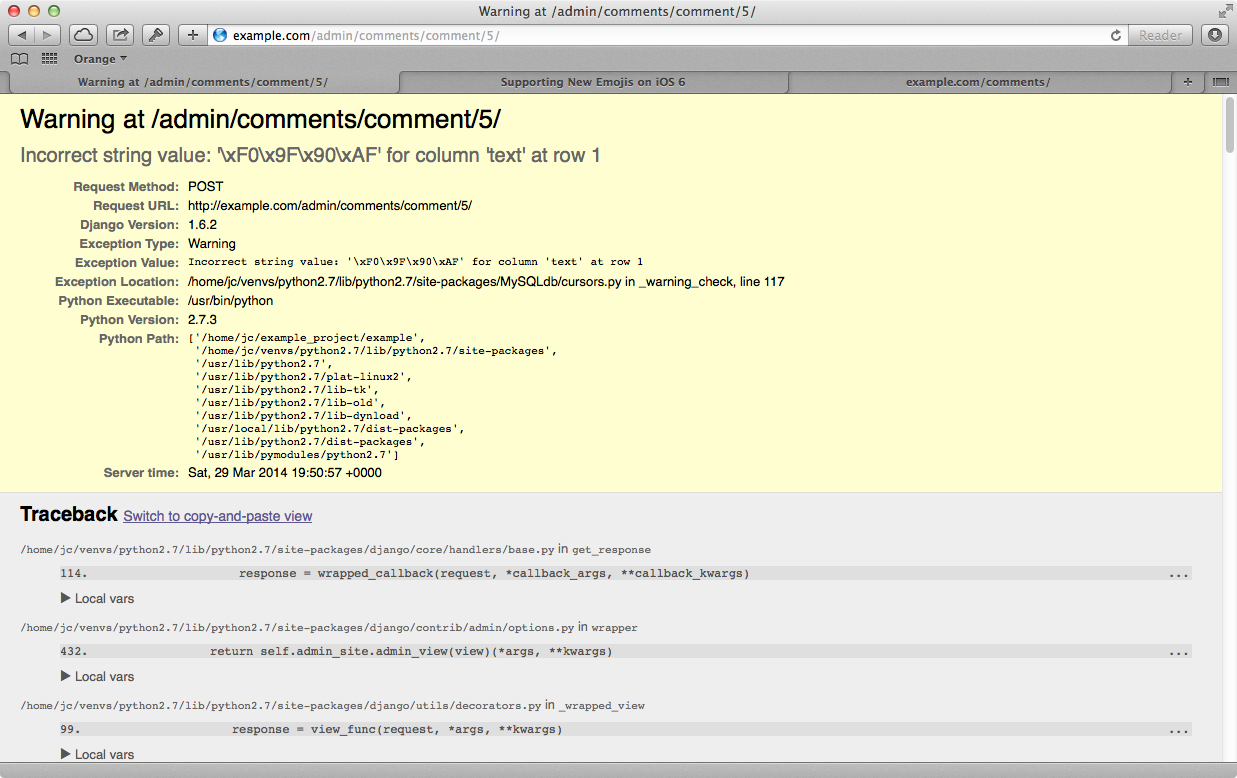 Warning at /admin/comments/comment/5/
example.com/admin/comments/comment/5/
Reader
Orange
Warning at /admin/comments/comment/5/
Supporting New Emojis on iOS 6
example.com/comments/
Warning at /admin/comments/comment/5/
Incorrect string value: '\xF0\x9F\x90\xAF' for column 'text' at row 1
Request Method: POST
Request URL: http://example.com/admin/comments/comment/5/
Django Version: 1.6.2
Exception Type: Warning
Exception Value: Incorrect string value: '\xF0\x9F\x90\xAF' for column 'text' at row 1
Exception Location: /home/jc/venvs/python2.7/lib/python2.7/site-packages/MySQLdb/cursors.py in _warning_check, line 117
Python Executable: /usr/bin/python
Python Version: 2.7.3
Python Path: ['/home/jc/example_project/example',
'/home/jc/venvs/python2.7/lib/python2.7/site-packages',
'/usr/lib/python2.7',
'/usr/lib/python2.7/plat-linux2',
'/usr/lib/python2.7/lib-tk',
'/usr/lib/python2.7/lib-old',
'/usr/lib/python2.7/lib-dynload',
'/usr/local/lib/python2.7/dist-packages',
'/usr/lib/python2.7/dist-packages',
'/usr/lib/pymodules/python2.7']
Server time: Sat, 29 Mar 2014 19:50:57 +0000
Traceback Switch to copy-and-paste view
/home/jc/venvs/python2.7/lib/python2.7/site-packages/django/core/handlers/base.py in get_response
114. response = wrapped_callback(request, *callback_args, **callback_kwargs) ...
▶ Local vars
/home/jc/venvs/python2.7/lib/python2.7/site-packages/django/contrib/admin/options.py in wrapper
432. return self.admin_site.admin_view(view)(*args, **kwargs) ...
▶ Local vars
/home/jc/venvs/python2.7/lib/python2.7/site-packages/django/utils/decorators.py in _wrapped_view
99. response = view_func(request, *args, **kwargs) ...
▶ Local vars